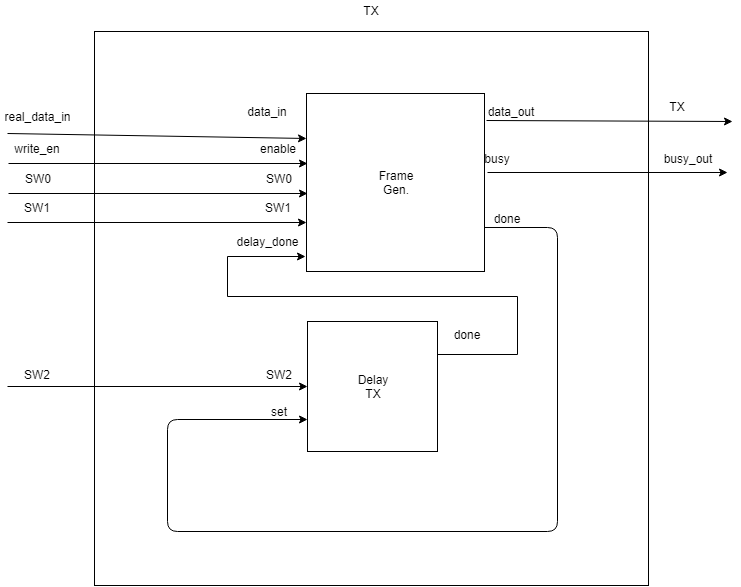 TX
real_data_in
data_in
data_out
TX
write_en
enable
busy
busy_out
SW0
SW0
Frame
Gen.
SW1
SW1
done
delay_done
done
SW2
SW2
Delay
TX
set